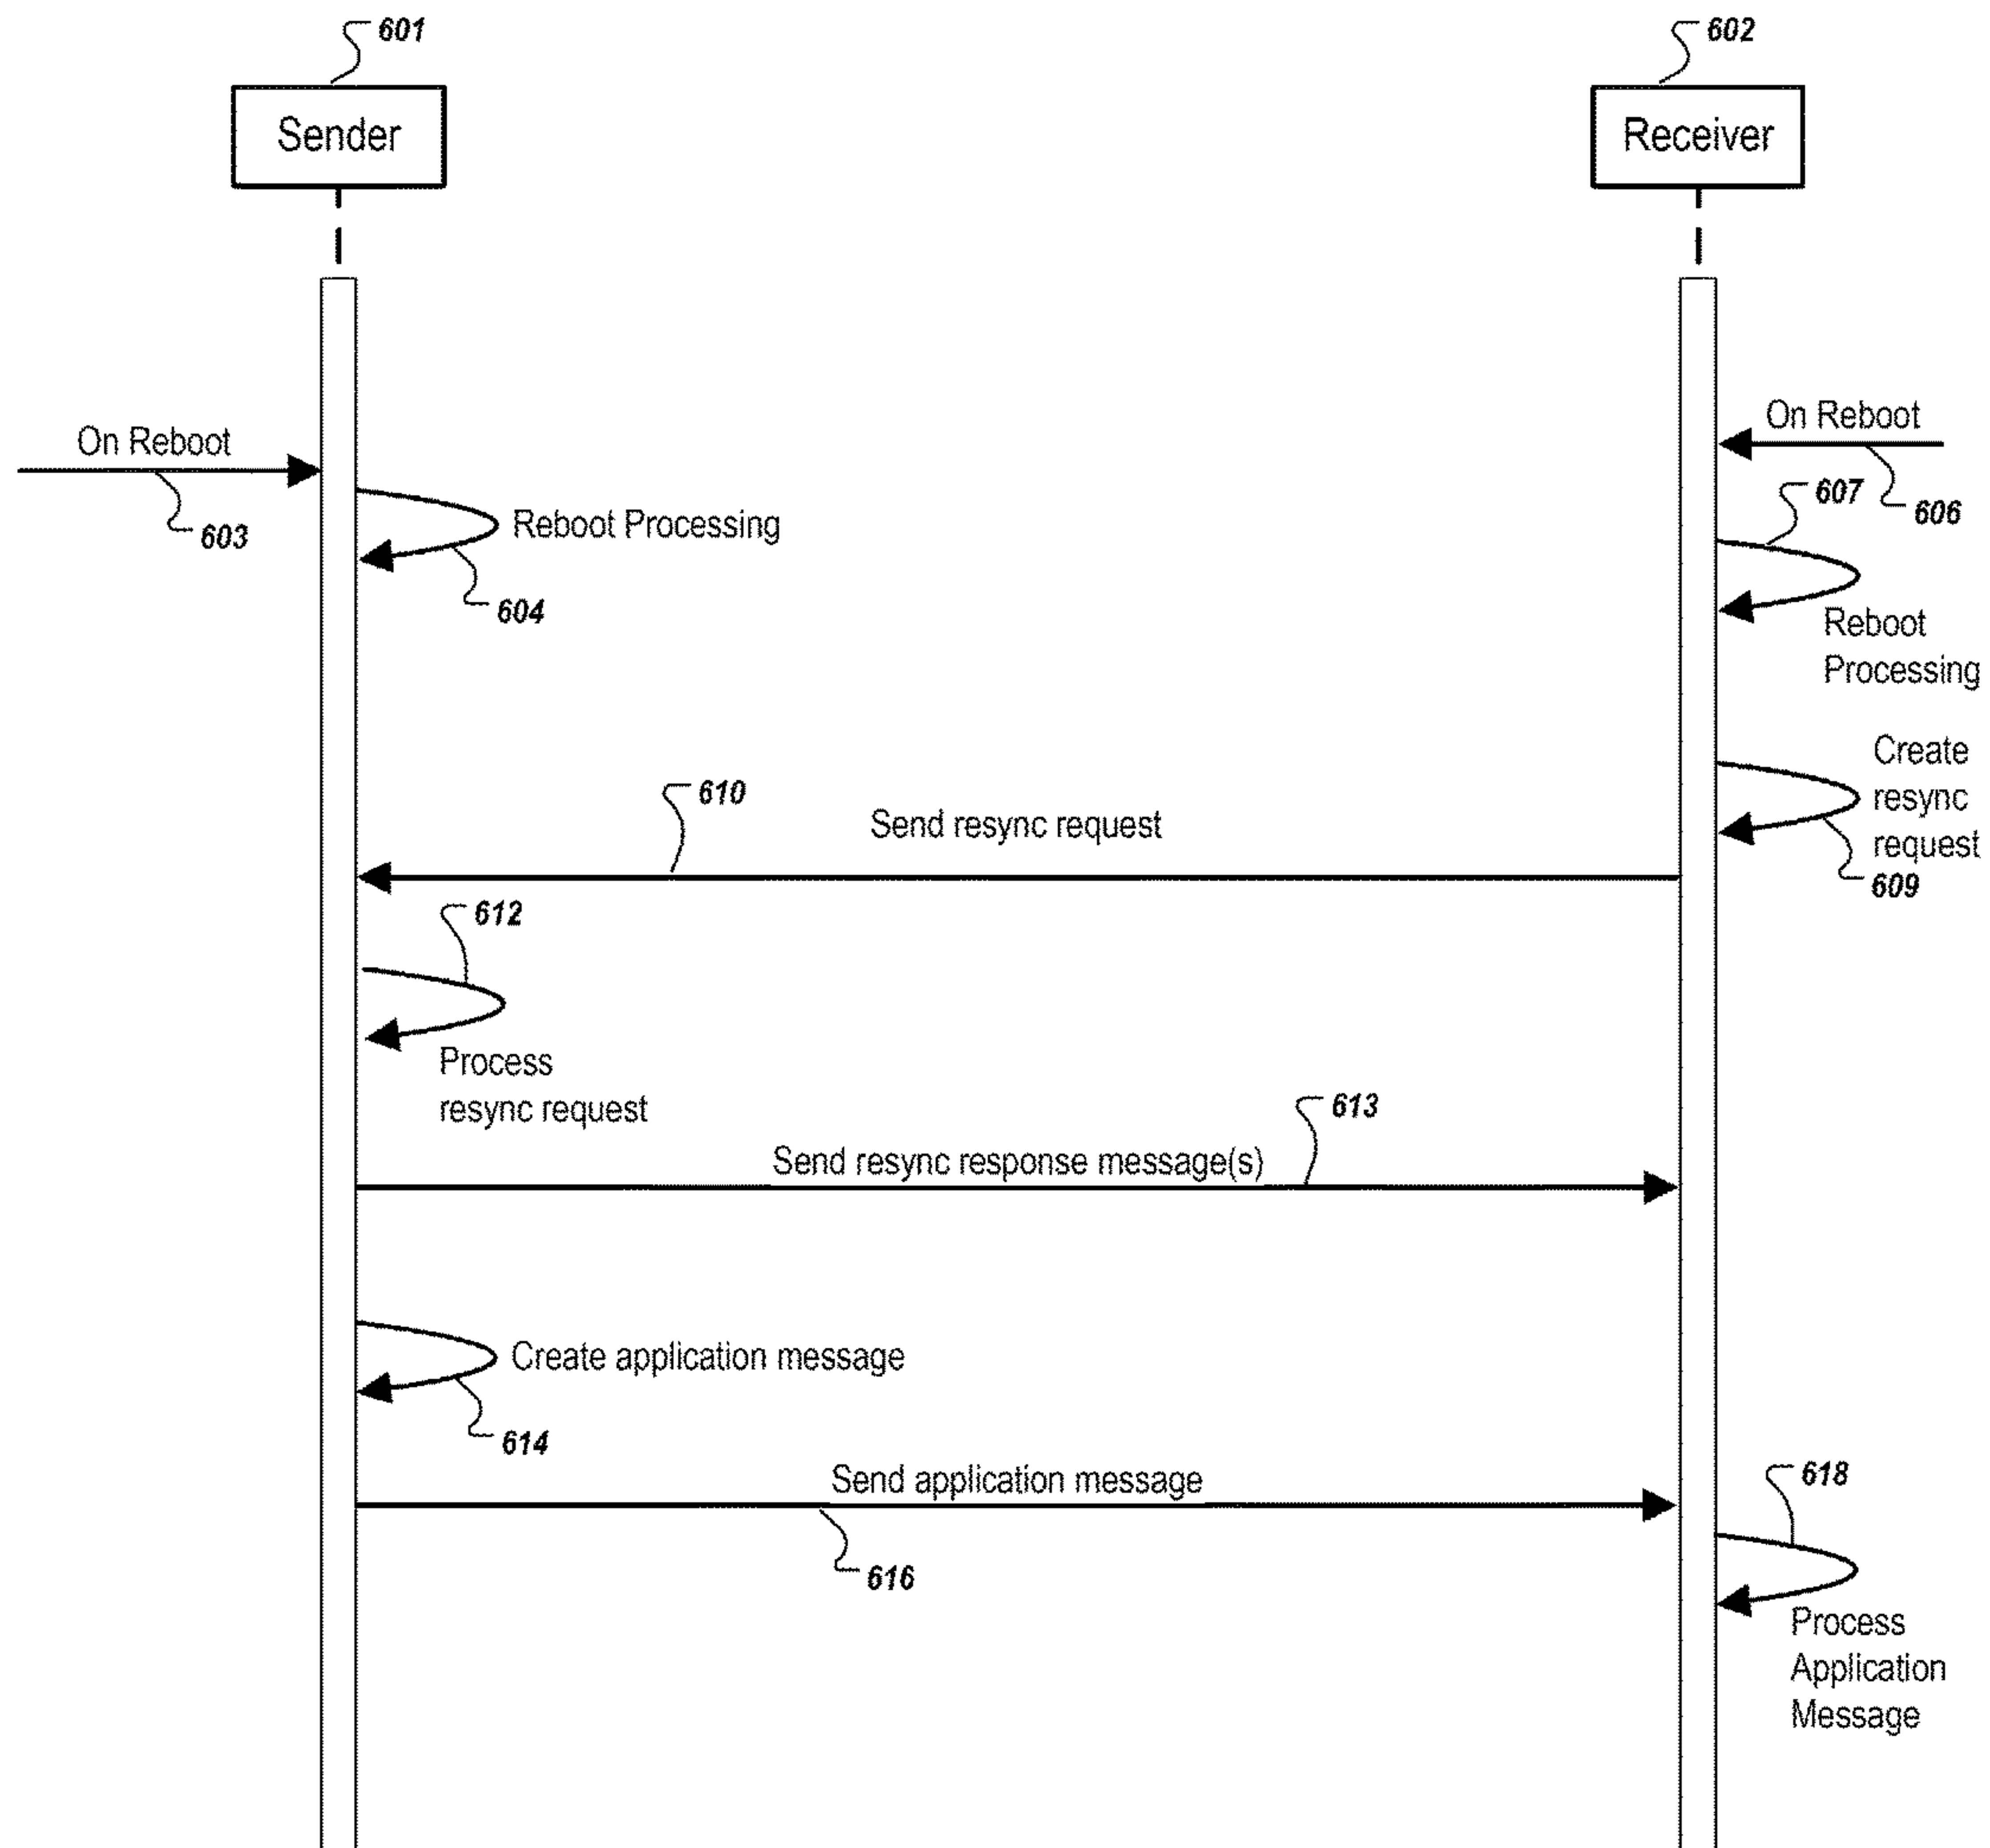 601
602
Sender
Receiver
On Reboot
On Reboot
607
606
603
Reboot Processing
604
Reboot
Processing
Create
resync
request
609
610
Send resync request
612
Process
resync request
613
Send resync response message(s)
Create application message
614
Send application message
618
616
Process
Application
Message